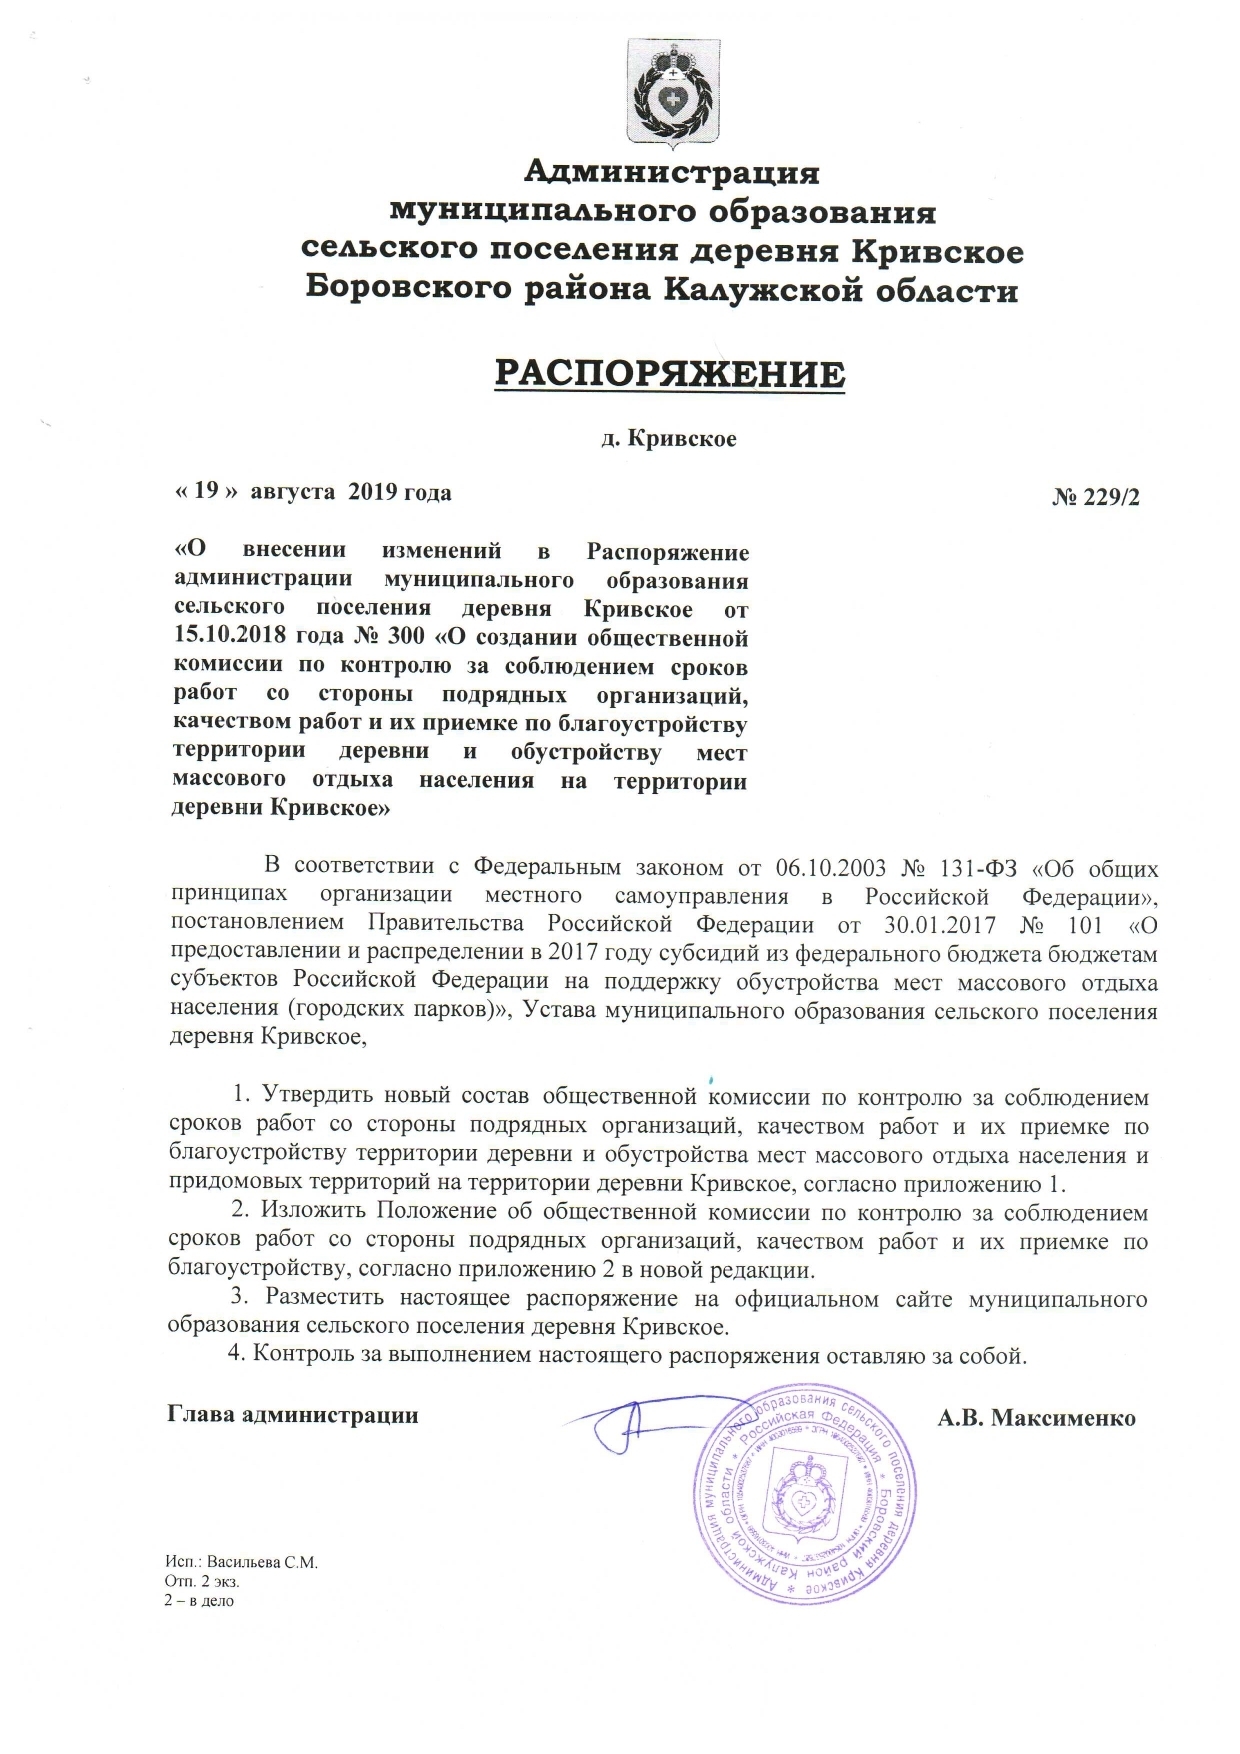 Администрация
муниципального образования
сельского поселения деревня Кривское
Боровского района Калужской области
РАСПОРЯЖЕНИЕ
д. Кривское
« 19 » августа 2019 года № 229/2
«О внесении изменений в Распоряжение
администрации муниципального образования
сельского поселения деревня Кривское от
15.10.2018 года № 300 «О создании общественной
комиссии по контролю за соблюдением сроков
работ со стороны подрядных организаций,
качеством работ и их приемке по благоустройству
территории деревни и обустройству мест
массового отдыха населения на территории
деревни Кривское»
В соответствии с Федеральным законом от 06.10.2003 № 131-ФЗ «Об общих
принципах организации местного самоуправления в Российской Федерации»,
постановлением Правительства Российской Федерации от 30.01.2017 № 101 «О
предоставлении и распределении в 2017 году субсидий из федерального бюджета бюджетам
субъектов Российской Федерации на поддержку обустройства мест массового отдыха
населения (городских парков)», Устава муниципального образования сельского поселения
деревня Кривское,
1. Утвердить новый состав общественной комиссии по контролю за соблюдением
сроков работ со стороны подрядных организаций, качеством работ и их приемке по
благоустройству территории деревни и обустройства мест массового отдыха населения и
придомовых территорий на территории деревни Кривское, согласно приложению 1.
2. Изложить Положение об общественной комиссии по контролю за соблюдением
сроков работ со стороны подрядных организаций, качеством работ и их приемке по
благоустройству, согласно приложению 2 в новой редакции.
3. Разместить настоящее распоряжение на официальном сайте муниципального
образования сельского поселения деревня Кривское.
4. Контроль за выполнением настоящего распоряжения оставляю за собой.
Глава администрации А.В. Максименко
Администрация муниципального образования сельского поселения деревня Кривское *
Боровский район Калужской области * Российская Федерация *
Исп.: Васильева С.М.
Отп. 2 экз.
2 – в дело